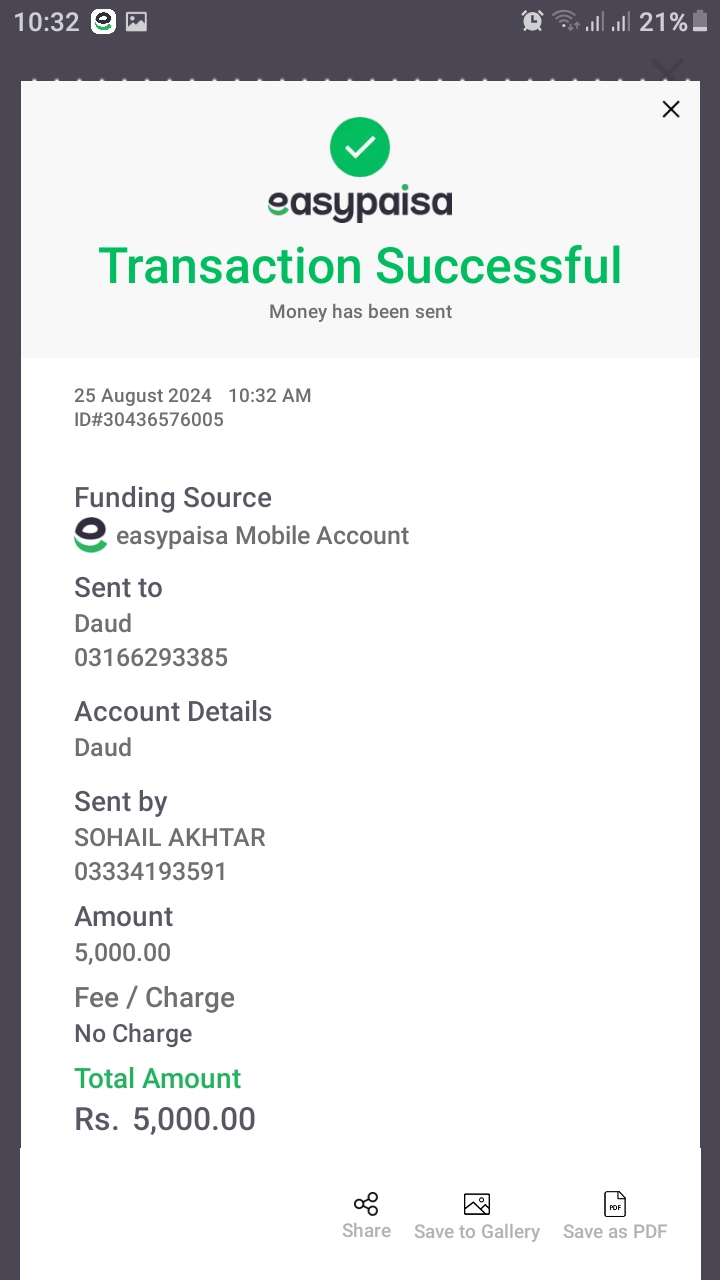 10:32
21%
easypaisa
Transaction Successful
Money has been sent
25 August 2024 10:32 AM
ID#30436576005
Funding Source
easypaisa Mobile Account
Sent to
Daud
03166293385
Account Details
Daud
Sent by
SOHAIL AKHTAR
03334193591
Amount
5,000.00
Fee / Charge
No Charge
Total Amount
Rs. 5,000.00
PDF
Share Save to Gallery Save as PDF